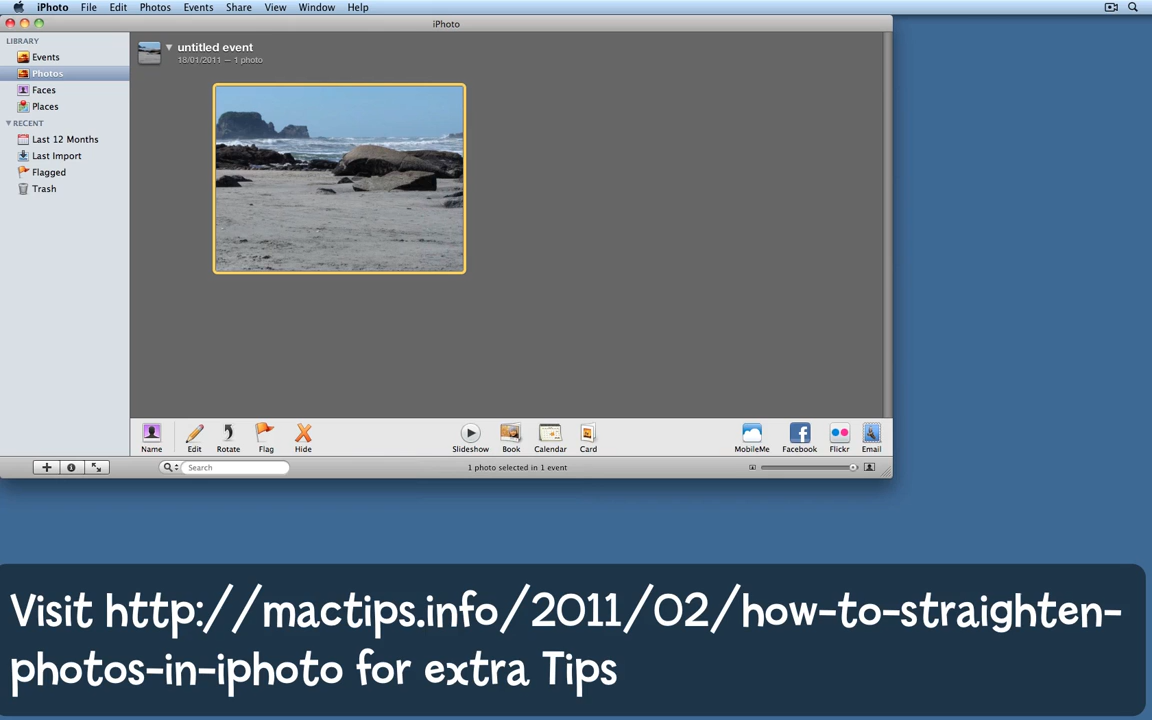 iPhoto File Edit Photos Events Share View Window Help
iPhoto
LIBRARY
Events
Photos
Faces
Places
RECENT
Last 12 Months
Last Import
Flagged
Trash
untitled event
18/01/2011 — 1 photo
Name Edit Rotate Flag Hide Slideshow Book Calendar Card MobileMe Facebook Flickr Email
Search 1 photo selected in 1 event
Visit http://mactips.info/2011/02/how-to-straighten-
photos-in-iphoto for extra Tips